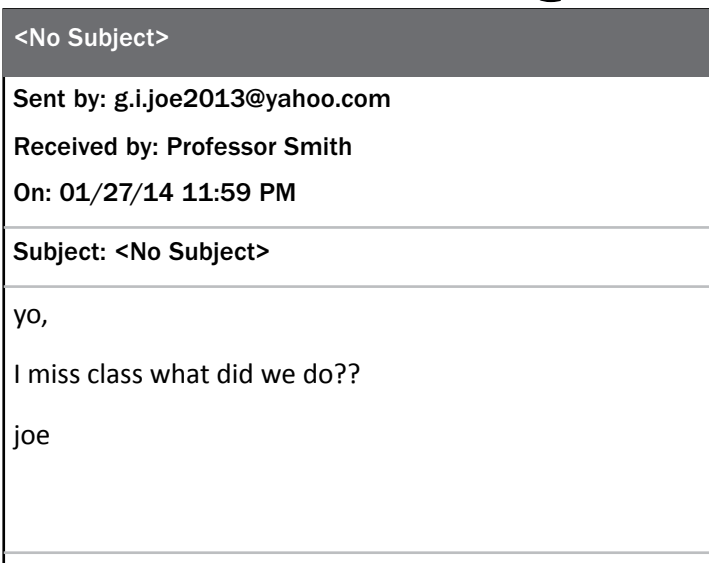 <No Subject>
Sent by: g.i.joe2013@yahoo.com
Received by: Professor Smith
On: 01/27/14 11:59 PM
Subject: <No Subject>
yo,
I miss class what did we do??
joe